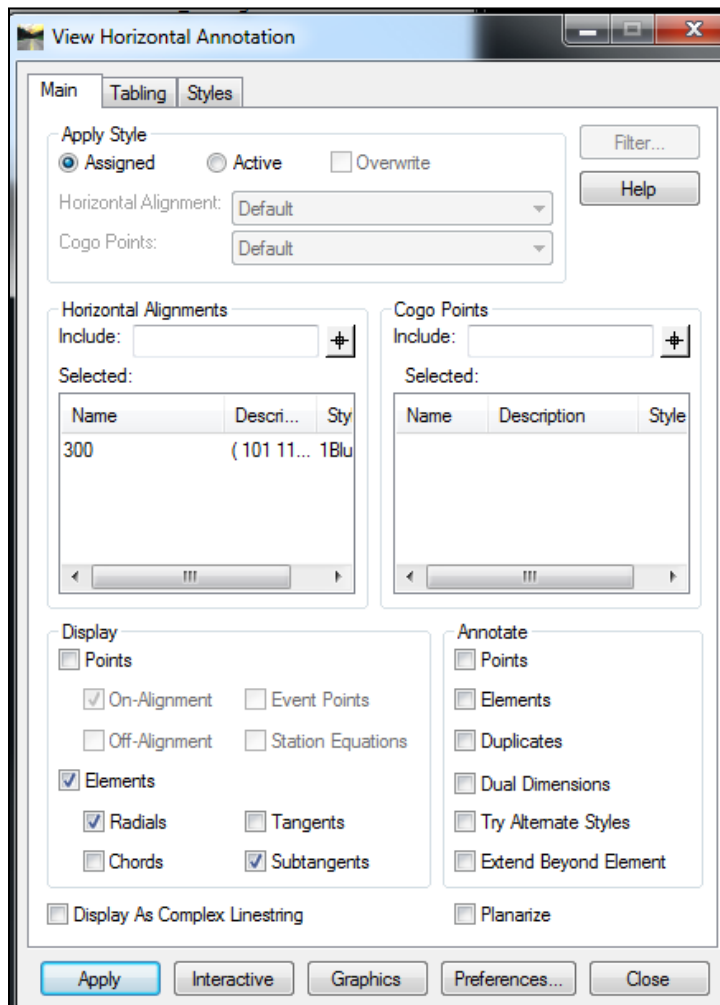 View Horizontal Annotation
Main Tabling Styles
Apply Style
Assigned Active Overwrite
Filter...
Help
Horizontal Alignment: Default
Cogo Points: Default
Horizontal Alignments
Include:
Selected:
Name Descri... Sty
300 ( 101 11... 1Blu
Cogo Points
Include:
Selected:
Name Description Style
Display
Points
On-Alignment Event Points
Off-Alignment Station Equations
Elements
Radials Tangents
Chords Subtangents
Annotate
Points
Elements
Duplicates
Dual Dimensions
Try Alternate Styles
Extend Beyond Element
Display As Complex Linestring
Planarize
Apply Interactive Graphics Preferences... Close